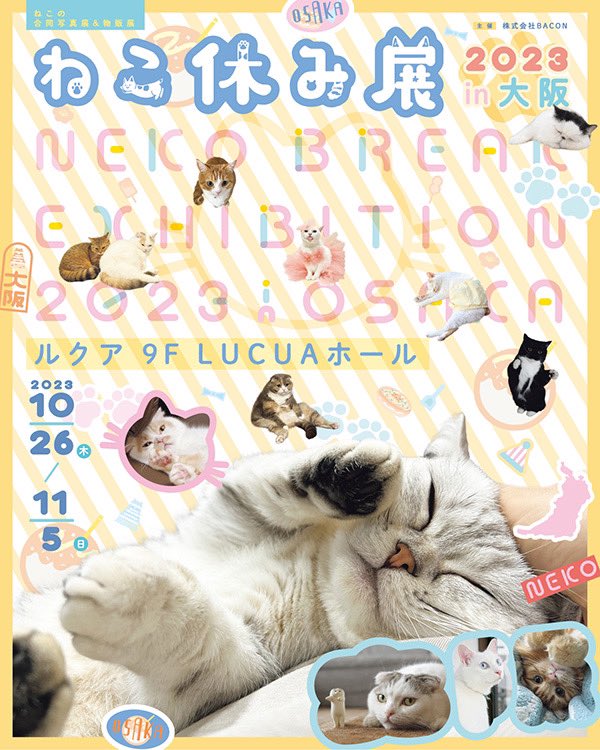 ねこの
合同写真展&物販展
OSAKA
主催 株式会社BACON
ねこ休み展
2023
in 大阪
NEKO BREAK
EXHIBITION
2023 in OSAKA
大阪
ルクア 9F LUCUAホール
2023
10
26 木
/
11
5 日
NEKO
OSAKA